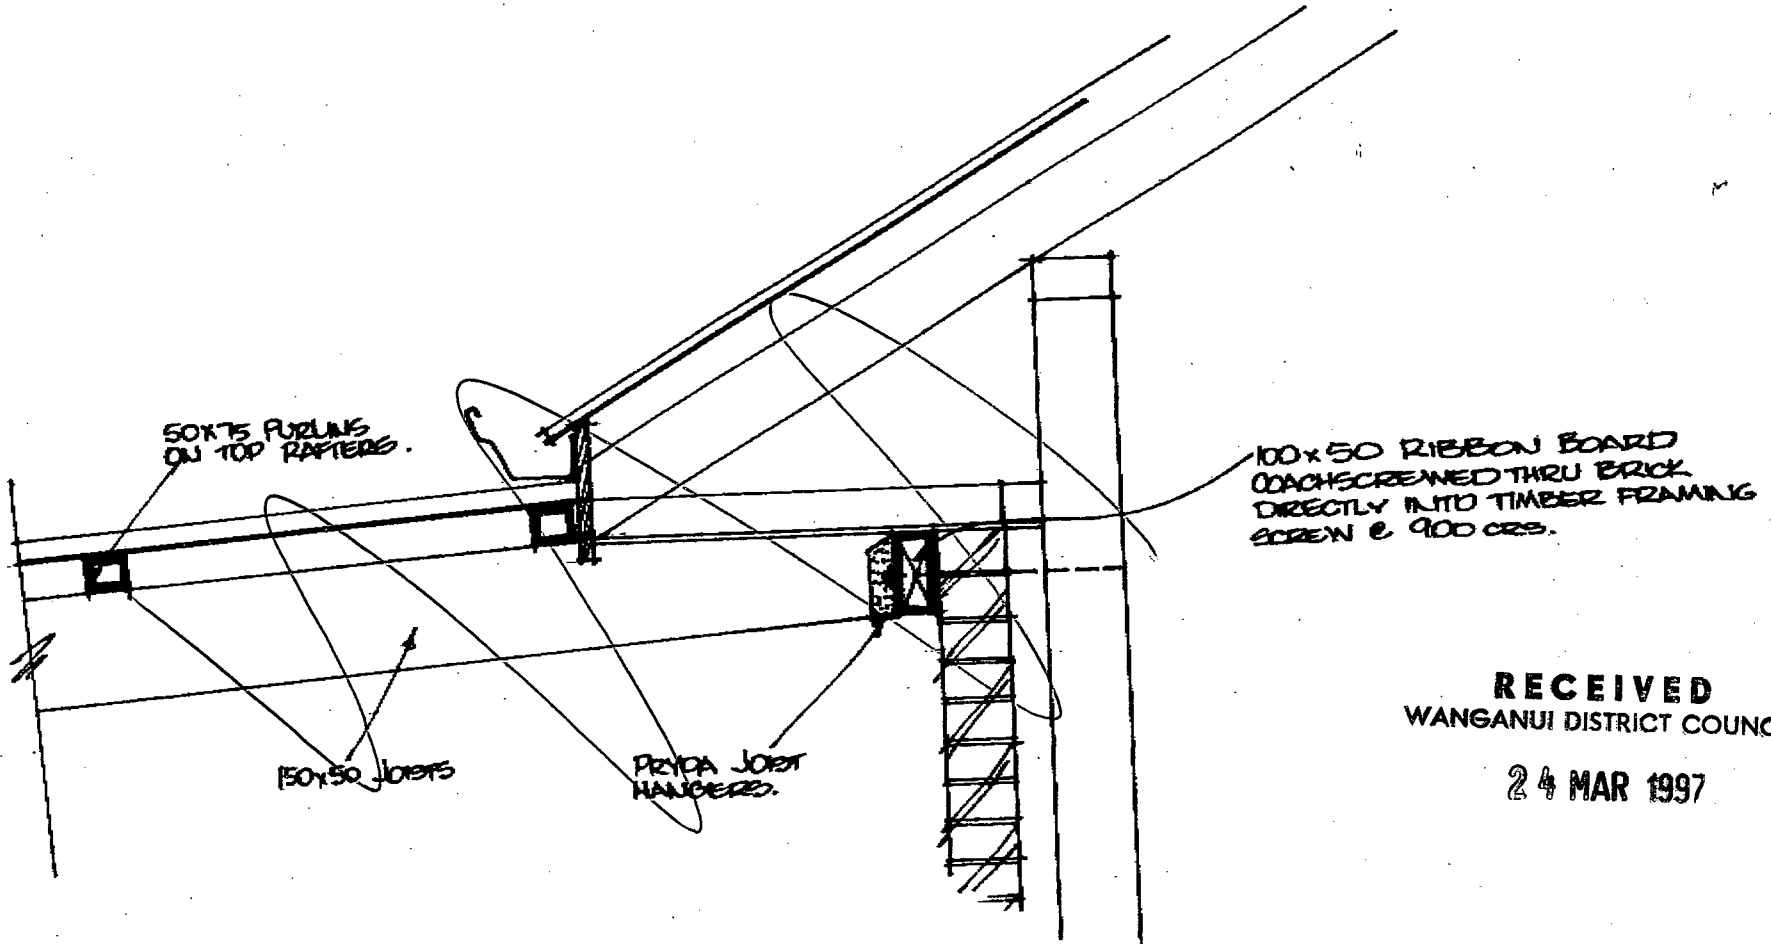 50x75 PURLINS
ON TOP RAFTERS.
100x50 RIBBON BOARD
COACHSCREWED THRU BRICK
DIRECTLY INTO TIMBER FRAMING
SCREW @ 900 CRS.
150x50 JOISTS
PRYDA JOIST
HANGERS.
RECEIVED
WANGANUI DISTRICT COUNC
24 MAR 1997